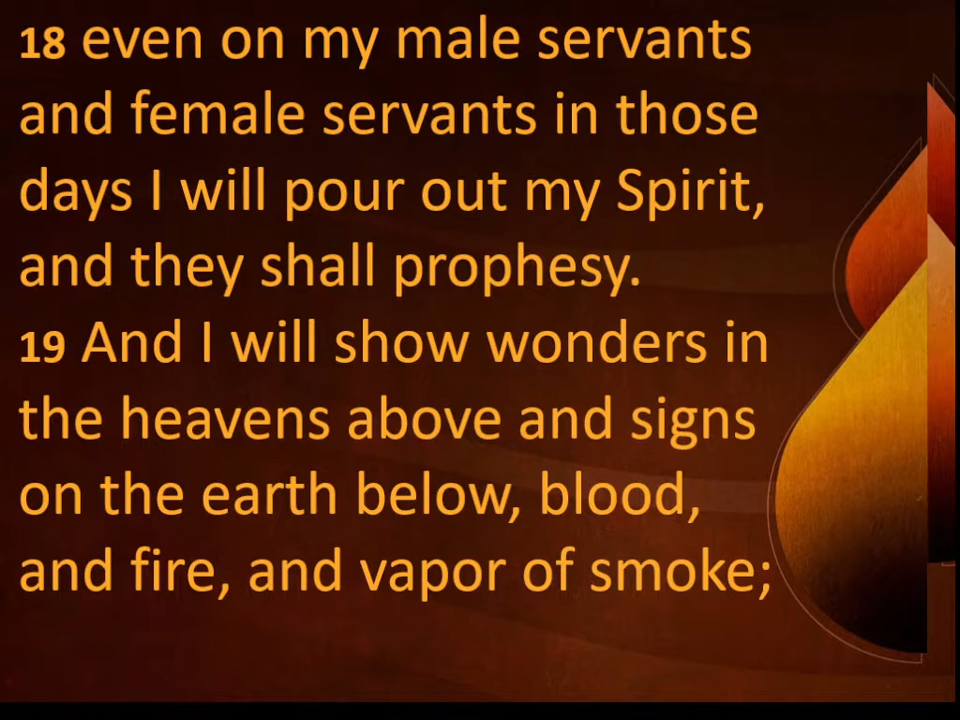 18 even on my male servants
and female servants in those
days I will pour out my Spirit,
and they shall prophesy.
19 And I will show wonders in
the heavens above and signs
on the earth below, blood,
and fire, and vapor of smoke;